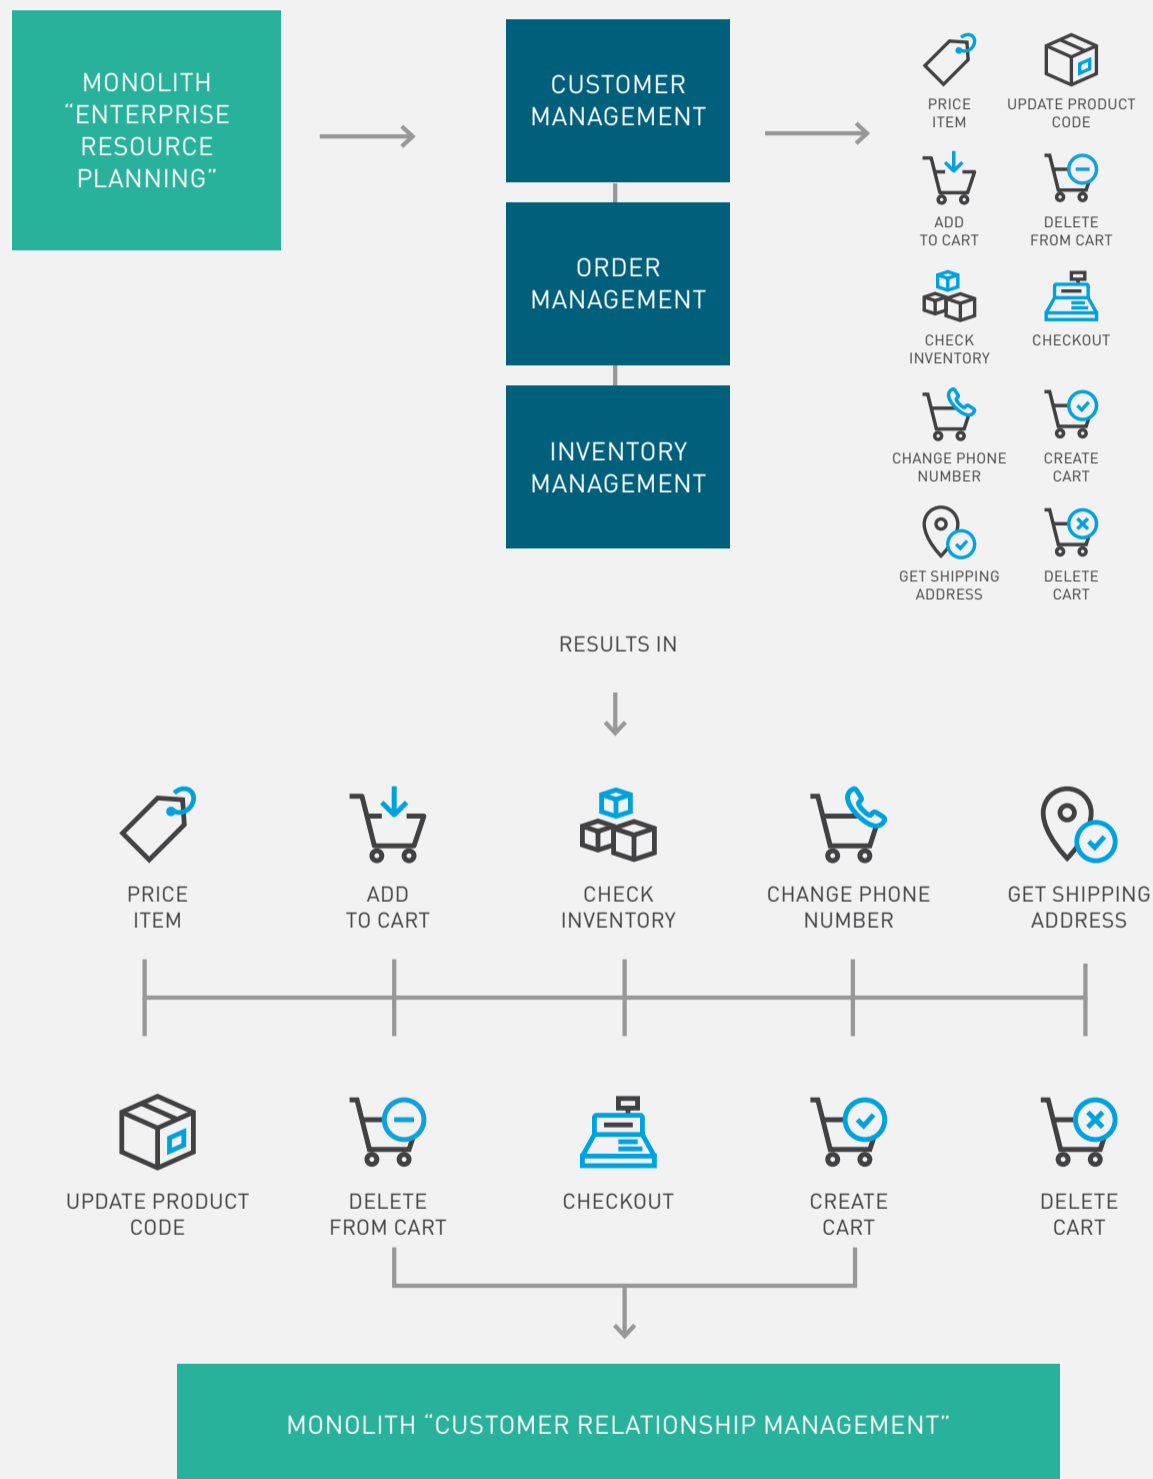 MONOLITH
“ENTERPRISE
RESOURCE
PLANNING”
CUSTOMER
MANAGEMENT
ORDER
MANAGEMENT
INVENTORY
MANAGEMENT
PRICE
ITEM
UPDATE PRODUCT
CODE
ADD
TO CART
DELETE
FROM CART
CHECK
INVENTORY
CHECKOUT
CHANGE PHONE
NUMBER
CREATE
CART
GET SHIPPING
ADDRESS
DELETE
CART
RESULTS IN
PRICE
ITEM
ADD
TO CART
CHECK
INVENTORY
CHANGE PHONE
NUMBER
GET SHIPPING
ADDRESS
UPDATE PRODUCT
CODE
DELETE
FROM CART
CHECKOUT
CREATE
CART
DELETE
CART
MONOLITH “CUSTOMER RELATIONSHIP MANAGEMENT”